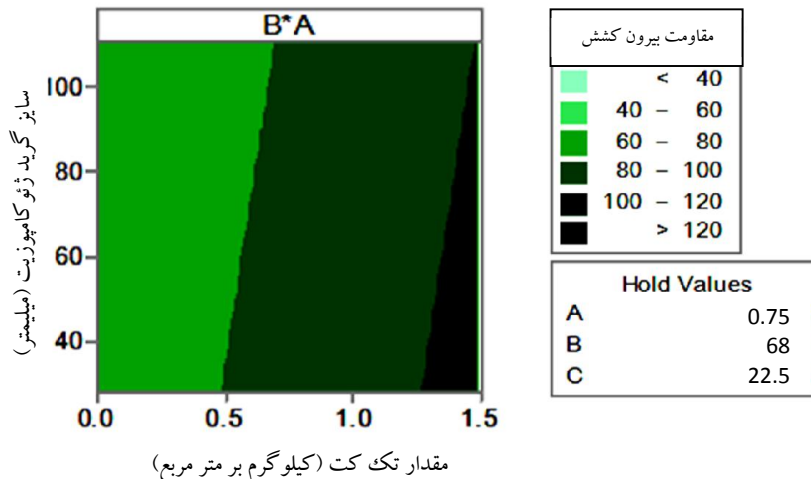 B*A
سایز گرید ژئو کامپوزیت (میلیمتر)
100
80
60
40
0.0 0.5 1.0 1.5
مقدار تک کت (کیلوگرم بر متر مربع)
مقاومت بیرون کشش
< 40
40 – 60
60 – 80
80 – 100
100 – 120
> 120
Hold Values
A 0.75
B 68
C 22.5